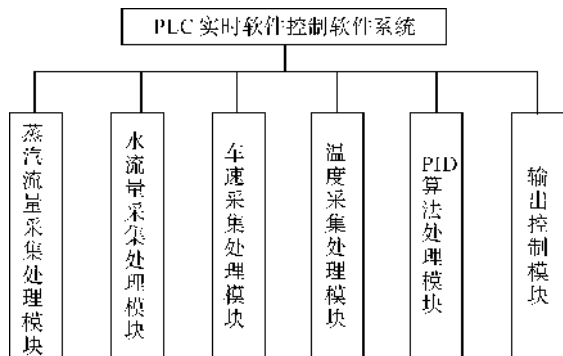 PLC 实时软件控制软件系统
蒸汽流量采集处理模块
水流量采集处理模块
车速采集处理模块
温度采集处理模块
PID算法处理模块
输出控制模块